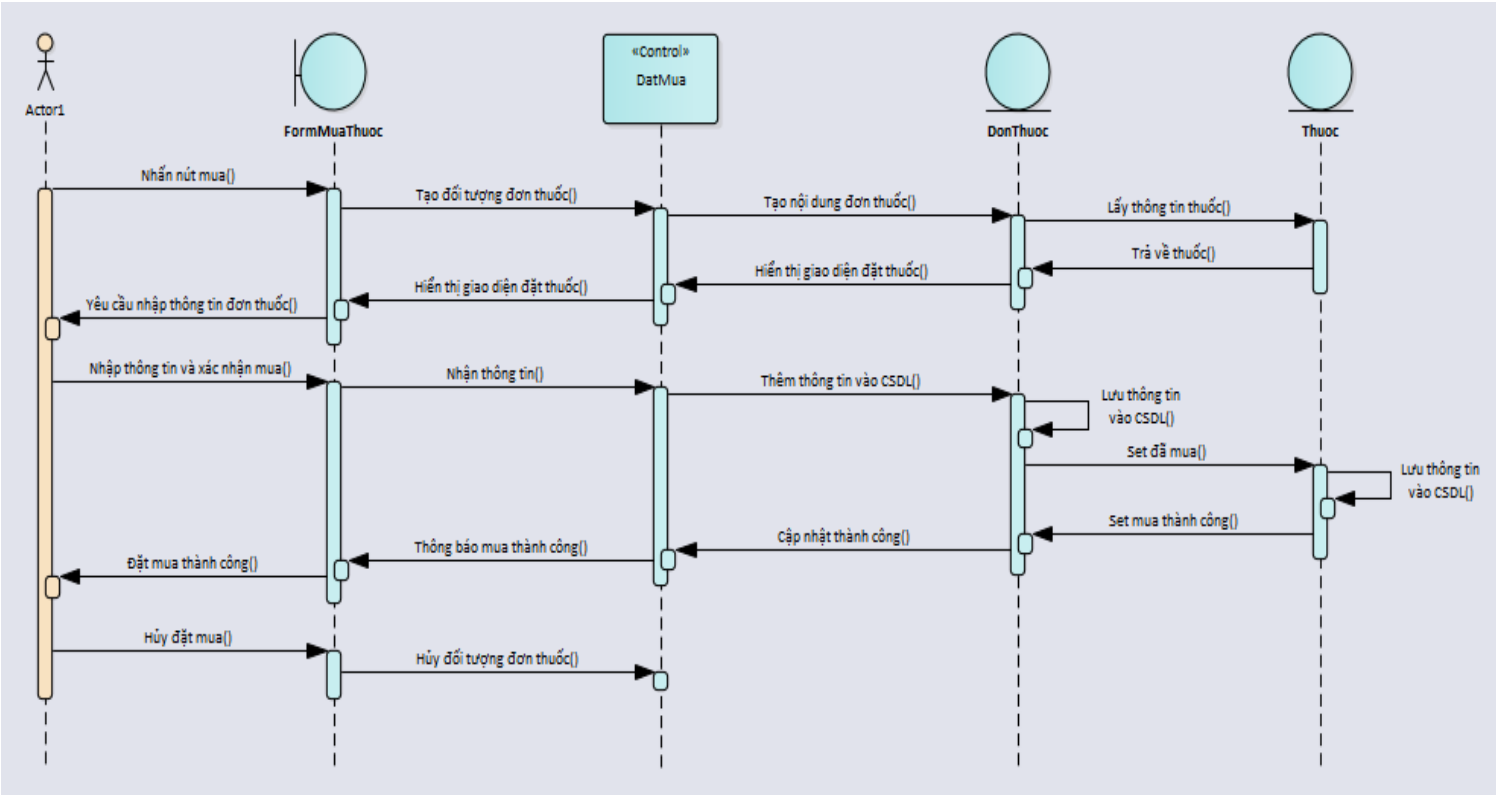 «Control»
DatMua
Actor1
FormMuaThuoc
DonThuoc
Thuoc
Nhấn nút mua()
Tạo đối tượng đơn thuốc()
Tạo nội dung đơn thuốc()
Lấy thông tin thuốc()
Trả về thuốc()
Hiển thị giao diện đặt thuốc()
Hiển thị giao diện đặt thuốc()
Yêu cầu nhập thông tin đơn thuốc()
Nhập thông tin và xác nhận mua()
Nhận thông tin()
Thêm thông tin vào CSDL()
Lưu thông tin
vào CSDL()
Set đã mua()
Lưu thông tin
vào CSDL()
Set mua thành công()
Cập nhật thành công()
Thông báo mua thành công()
Đặt mua thành công()
Hủy đặt mua()
Hủy đối tượng đơn thuốc()